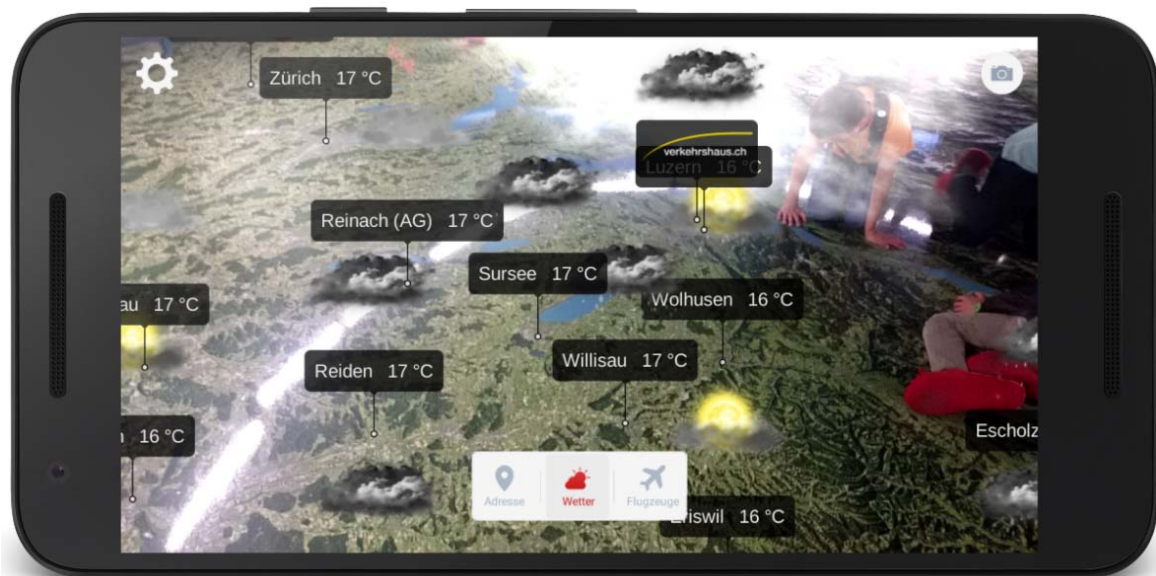 Zürich 17 °C
verkehrshaus.ch
Luzern 16 °C
Reinach (AG) 17 °C
Sursee 17 °C
au 17 °C
Wolhusen 16 °C
Willisau 17 °C
Reiden 17 °C
16 °C
Escholz
Adresse
Wetter
Flugzeuge
Eriswil 16 °C